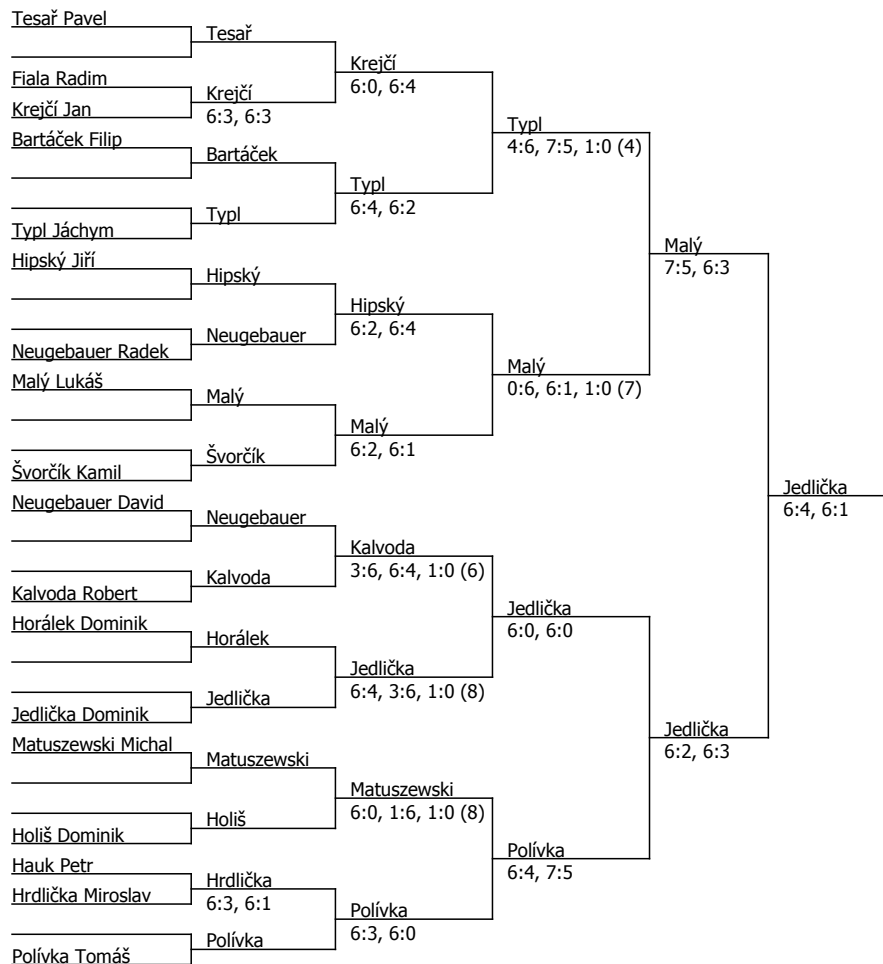 Tesař Pavel
Fiala Radim
Krejčí Jan
Bartáček Filip
Typl Jáchym
Hipský Jiří
Neugebauer Radek
Malý Lukáš
Švorčík Kamil
Neugebauer David
Kalvoda Robert
Horálek Dominik
Jedlička Dominik
Matuszewski Michal
Holiš Dominik
Hauk Petr
Hrdlička Miroslav
Polívka Tomáš
Tesař
Krejčí
6:3, 6:3
Bartáček
Typl
Hipský
Neugebauer
Malý
Švorčík
Neugebauer
Kalvoda
Horálek
Jedlička
Matuszewski
Holiš
Hrdlička
6:3, 6:1
Polívka
Krejčí
6:0, 6:4
Typl
6:4, 6:2
Hipský
6:2, 6:4
Malý
6:2, 6:1
Kalvoda
3:6, 6:4, 1:0 (6)
Jedlička
6:4, 3:6, 1:0 (8)
Matuszewski
6:0, 1:6, 1:0 (8)
Polívka
6:3, 6:0
Typl
4:6, 7:5, 1:0 (4)
Malý
0:6, 6:1, 1:0 (7)
Jedlička
6:0, 6:0
Polívka
6:4, 7:5
Malý
7:5, 6:3
Jedlička
6:2, 6:3
Jedlička
6:4, 6:1